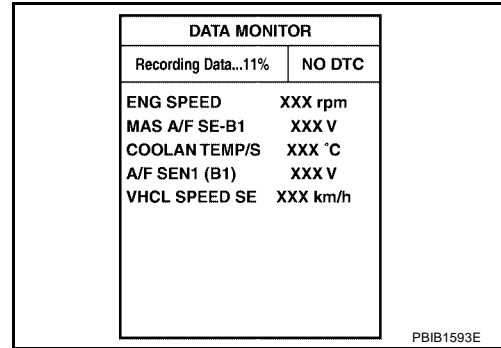 DATA MONITOR
Recording Data...11% NO DTC
ENG SPEED XXX rpm
MAS A/F SE-B1 XXX V
COOLAN TEMP/S XXX °C
A/F SEN1 (B1) XXX V
VHCL SPEED SE XXX km/h
PBIB1593E